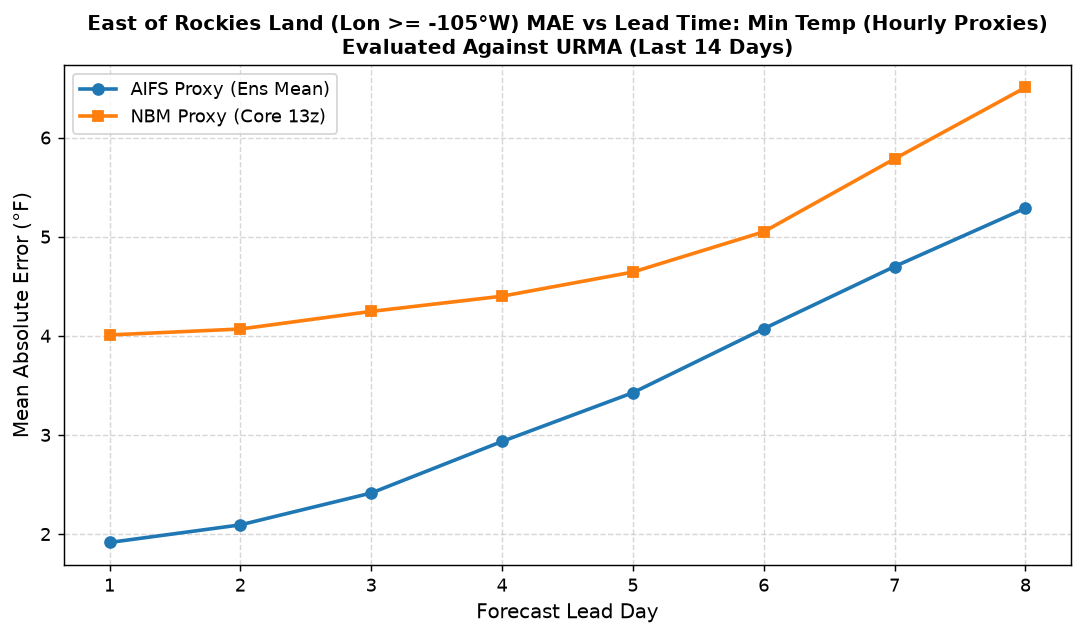 East of Rockies Land (Lon >= -105°W) MAE vs Lead Time: Min Temp (Hourly Proxies)
Evaluated Against URMA (Last 14 Days)
AIFS Proxy (Ens Mean)
NBM Proxy (Core 13z)
Mean Absolute Error (°F)
6
5
4
3
2
1 2 3 4 5 6 7 8
Forecast Lead Day